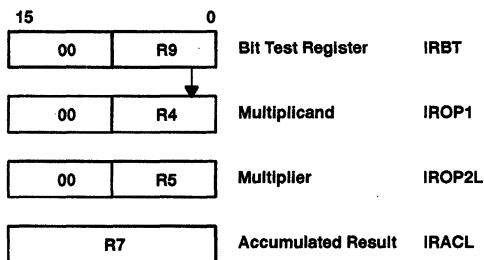 15 0
00 R9 Bit Test Register IRBT
00 R4 Multiplicand IROP1
00 R5 Multiplier IROP2L
R7 Accumulated Result IRACL